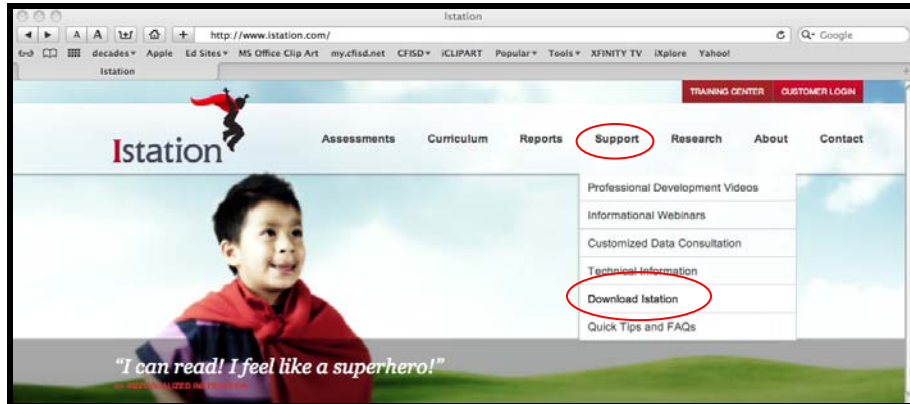 Istation
A A http://www.istation.com/ Google
decades Apple Ed Sites MS Office Clip Art my.cfisd.net CFISD iCLIPART Popular Tools XFINITY TV iXplore Yahoo!
Istation
TRAINING CENTER CUSTOMER LOGIN
Istation
Assessments Curriculum Reports Support Research About Contact
Professional Development Videos
Informational Webinars
Customized Data Consultation
Technical Information
Download Istation
Quick Tips and FAQs
“I can read! I feel like a superhero!”